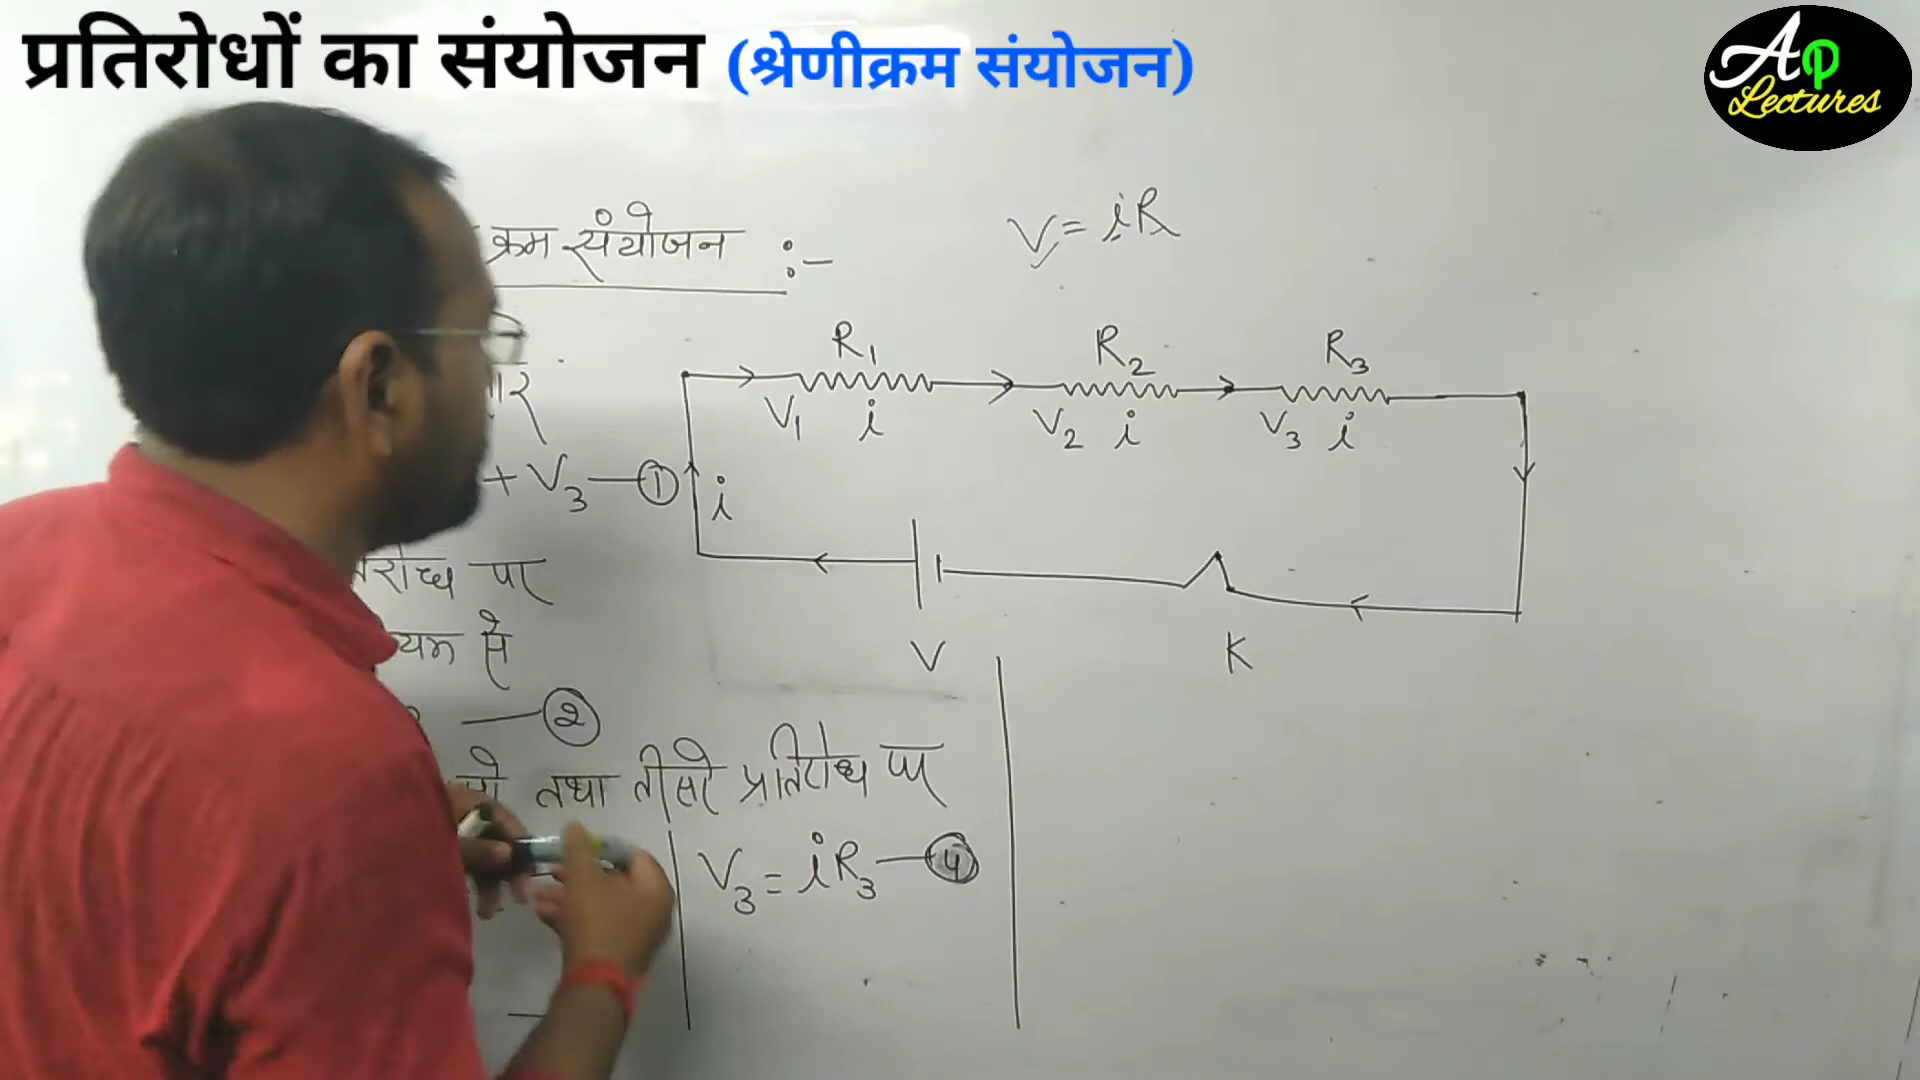 प्रतिरोधों का संयोजन (श्रेणीक्रम संयोजन)
Ap
Lectures
क्रम संयोजन :-
V = iR
R1 R2 R3
V1 i V2 i V3 i
+ V3 — 1
i
पर
से
V K
— 2
तथा तीसरे प्रतिरोध पर
V3 = iR3 — 4